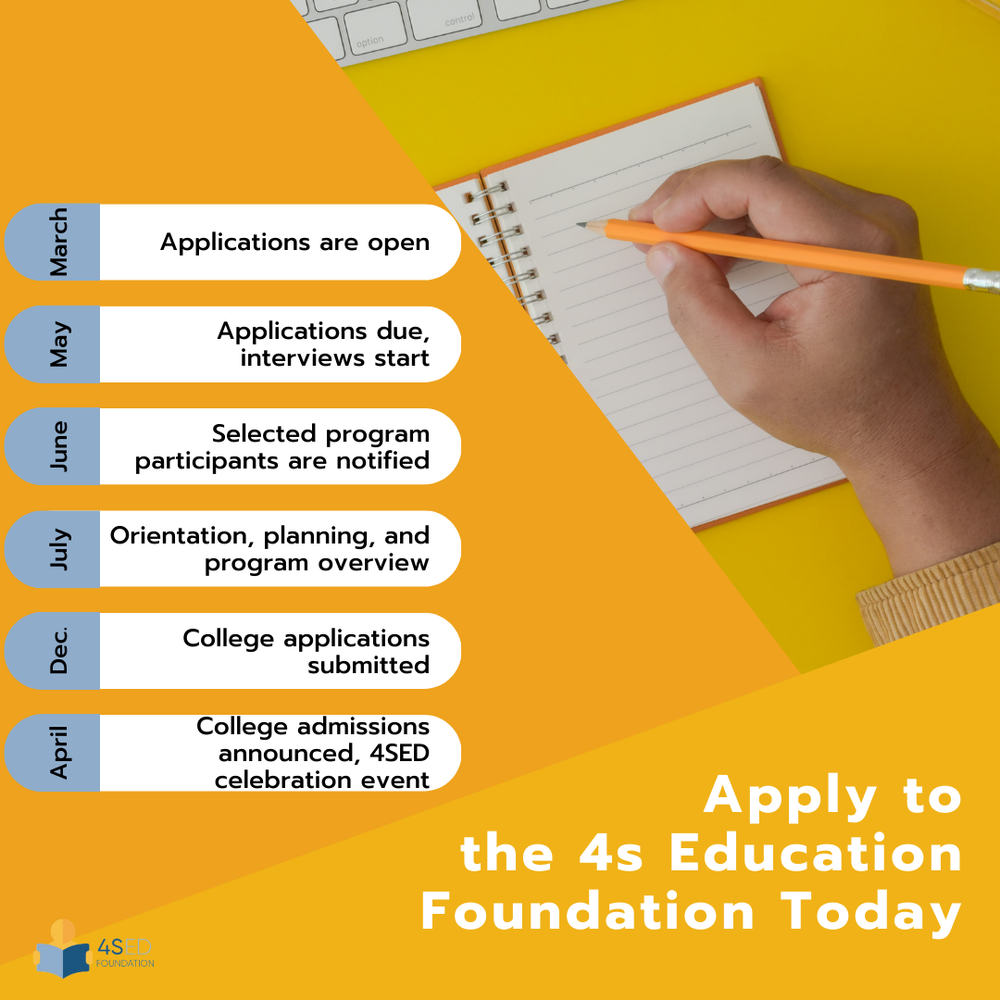 option
control
March
Applications are open
May
Applications due,
interviews start
June
Selected program
participants are notified
July
Orientation, planning, and
program overview
Dec.
College applications
submitted
April
College admissions
announced, 4SED
celebration event
Apply to
the 4s Education
Foundation Today
4SED
FOUNDATION